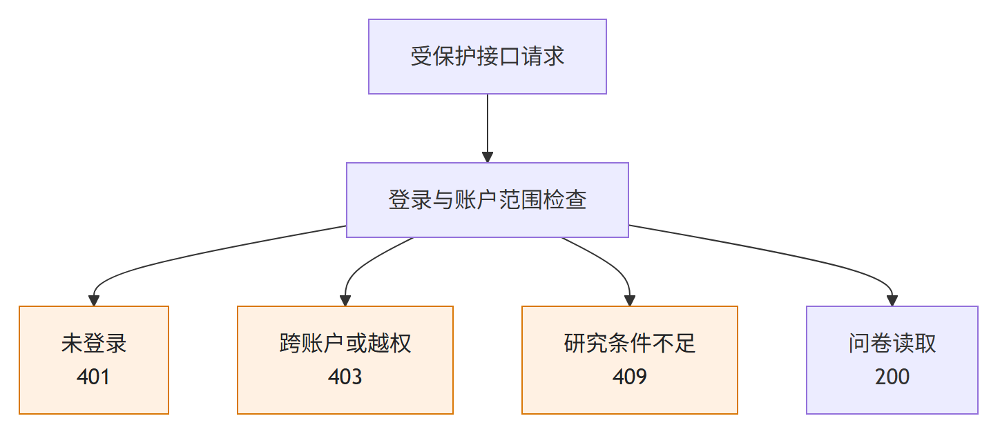 受保护接口请求
登录与账户范围检查
未登录
401
跨账户或越权
403
研究条件不足
409
问卷读取
200